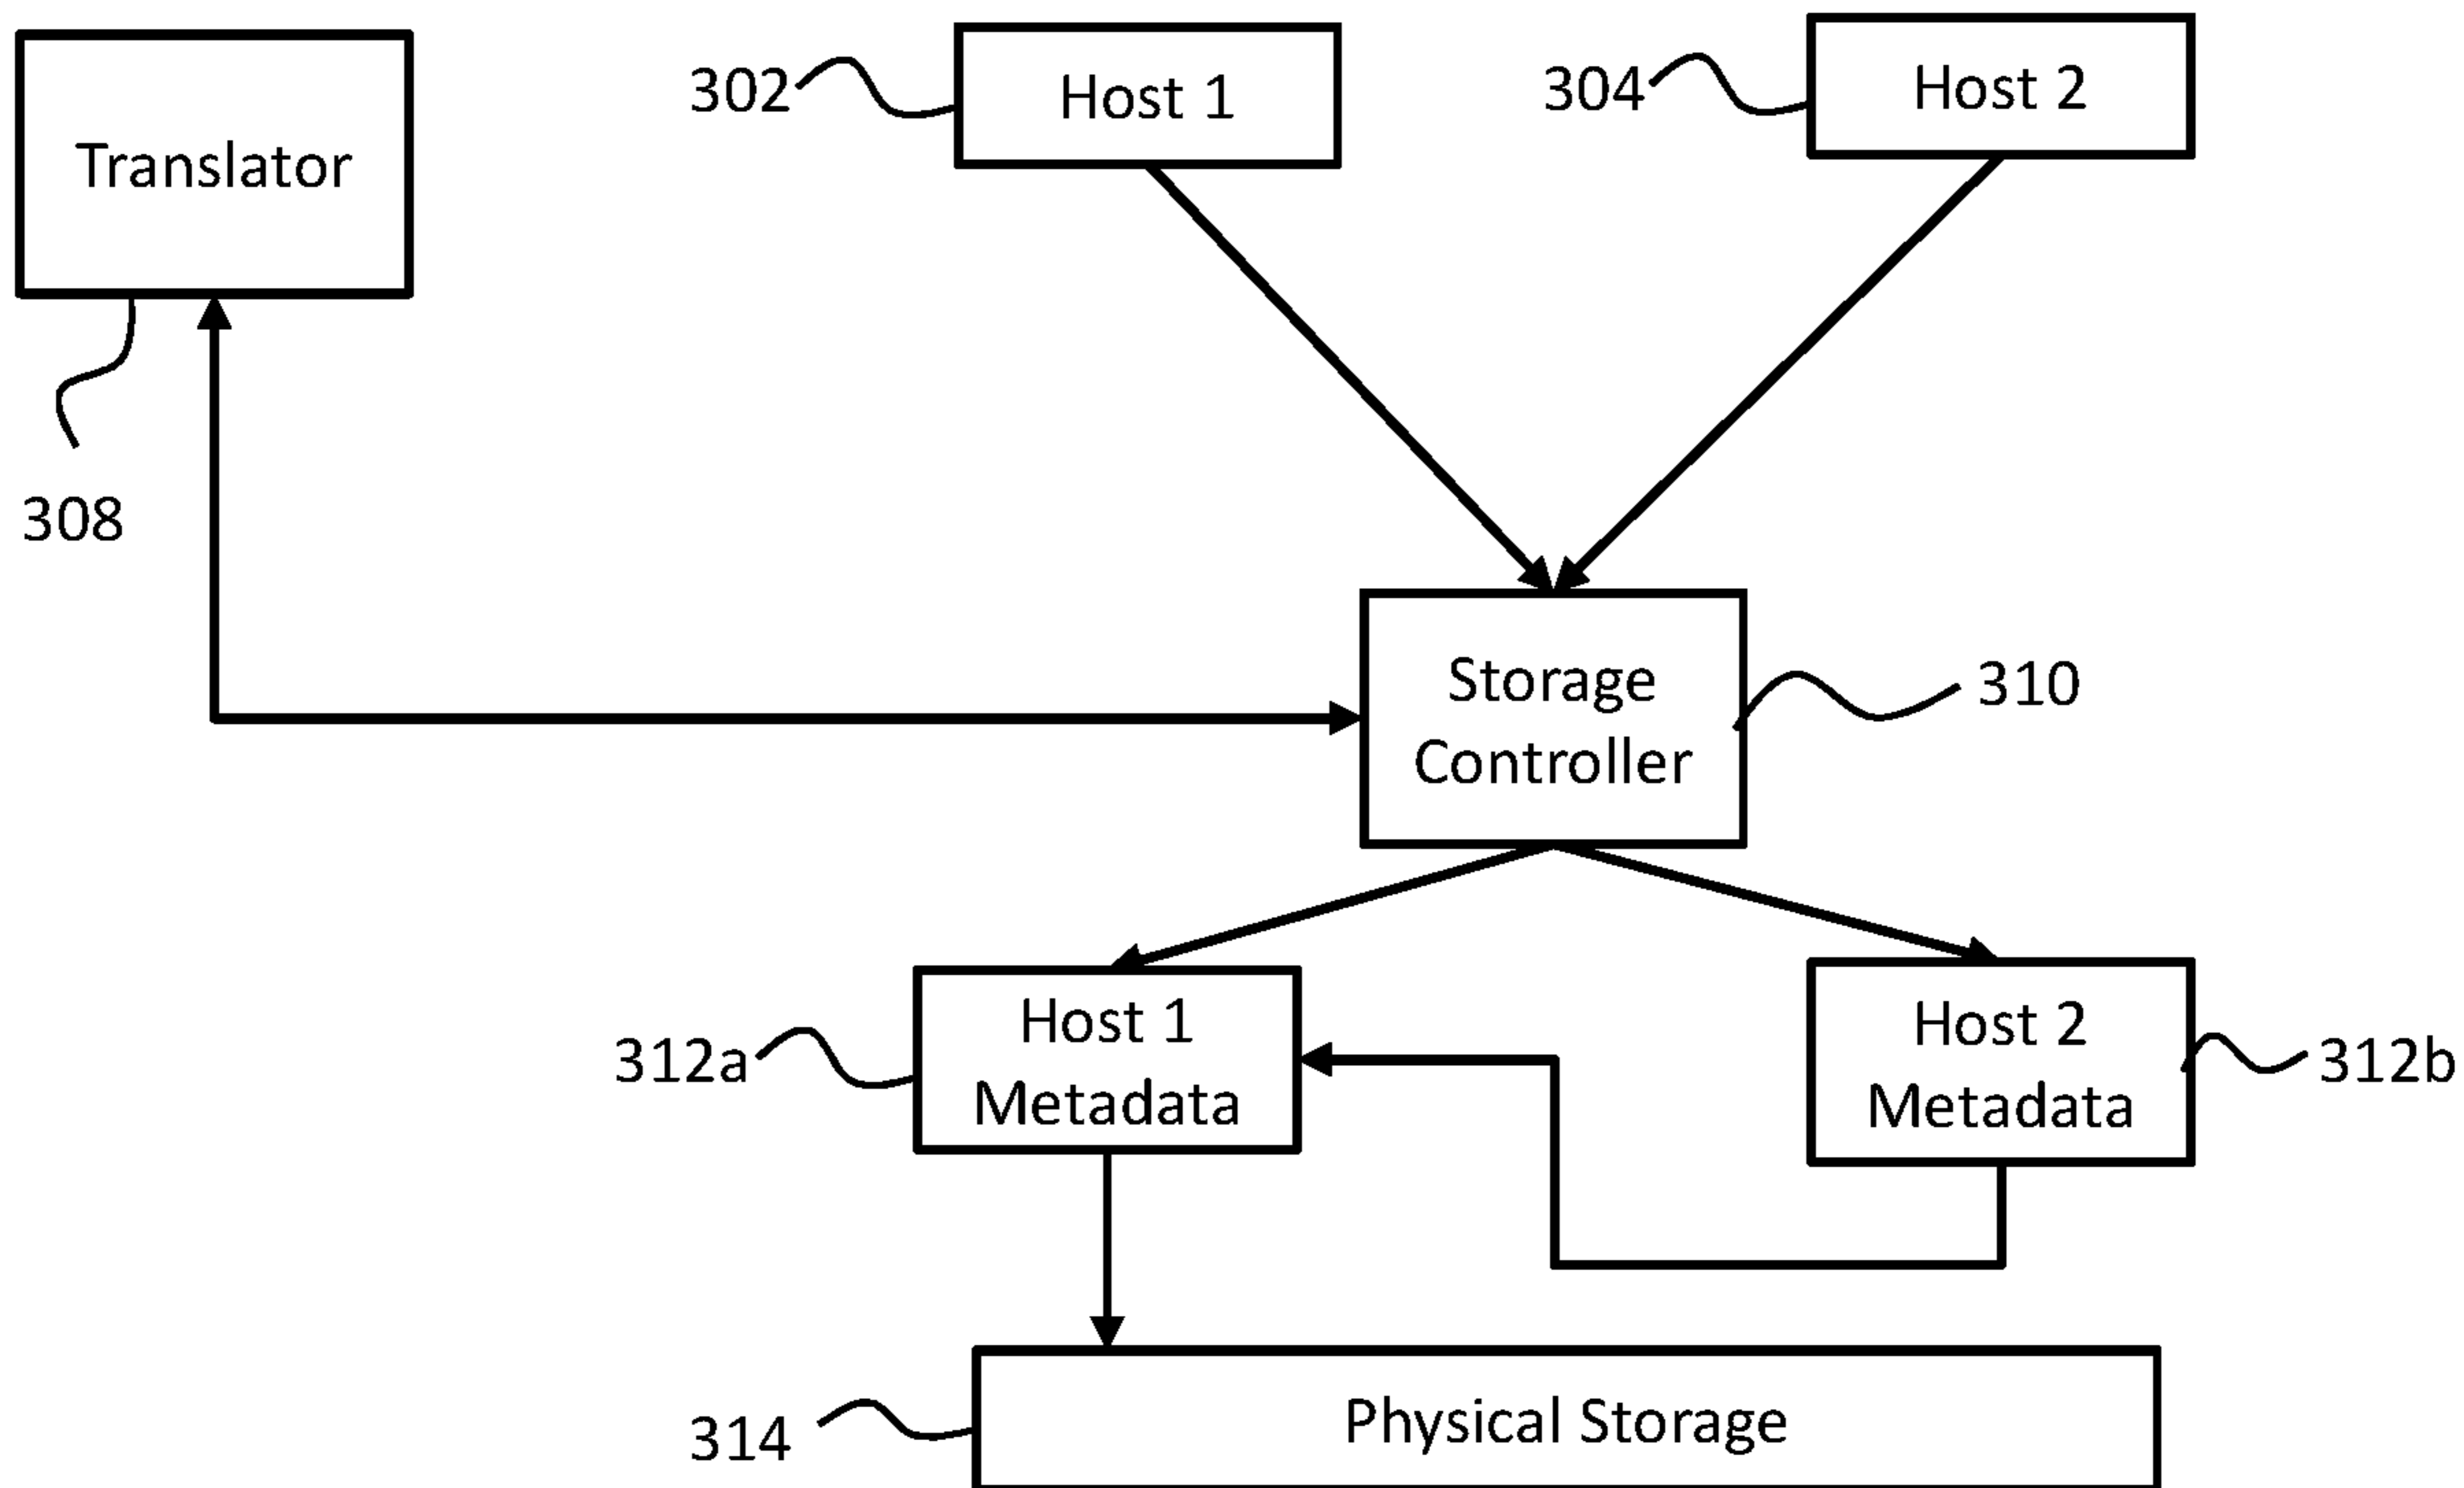 Translator
302
Host 1
304
Host 2
308
Storage
Controller
310
312a
Host 1
Metadata
Host 2
Metadata
312b
314
Physical Storage